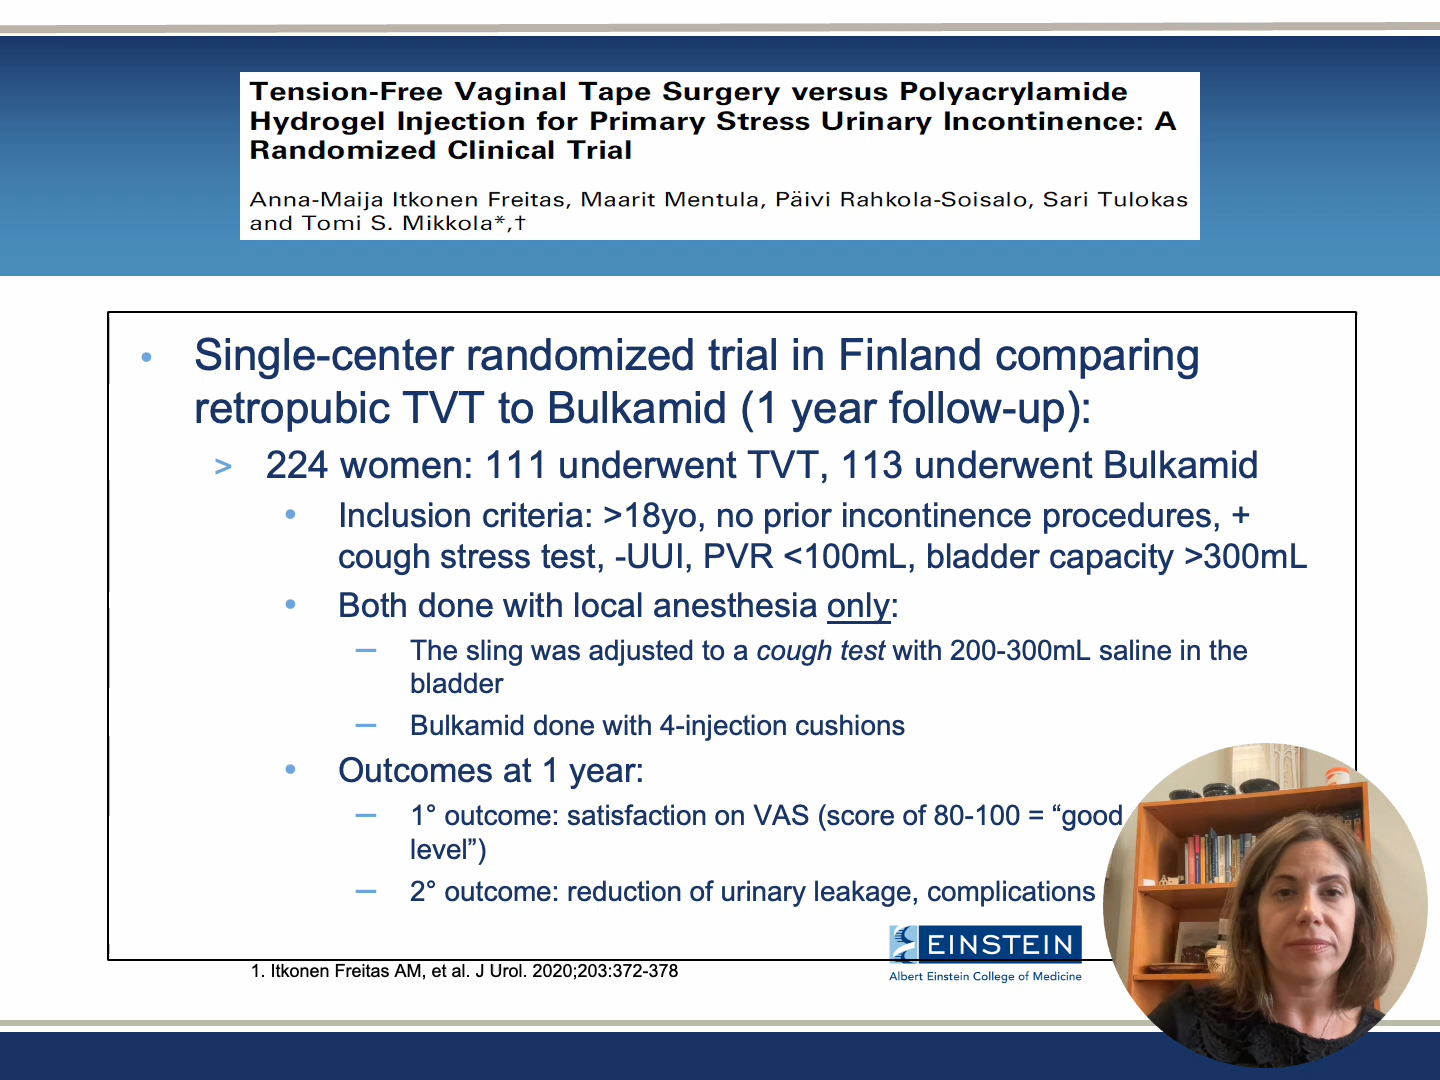 Tension-Free Vaginal Tape Surgery versus Polyacrylamide
Hydrogel Injection for Primary Stress Urinary Incontinence: A
Randomized Clinical Trial
Anna-Maija Itkonen Freitas, Maarit Mentula, Päivi Rahkola-Soisalo, Sari Tulokas
and Tomi S. Mikkola*,†
• Single-center randomized trial in Finland comparing
retropubic TVT to Bulkamid (1 year follow-up):
> 224 women: 111 underwent TVT, 113 underwent Bulkamid
• Inclusion criteria: >18yo, no prior incontinence procedures, +
cough stress test, -UUI, PVR <100mL, bladder capacity >300mL
• Both done with local anesthesia only:
— The sling was adjusted to a cough test with 200-300mL saline in the
bladder
— Bulkamid done with 4-injection cushions
• Outcomes at 1 year:
— 1° outcome: satisfaction on VAS (score of 80-100 = “good
level”)
— 2° outcome: reduction of urinary leakage, complications
EINSTEIN
Albert Einstein College of Medicine
1. Itkonen Freitas AM, et al. J Urol. 2020;203:372-378